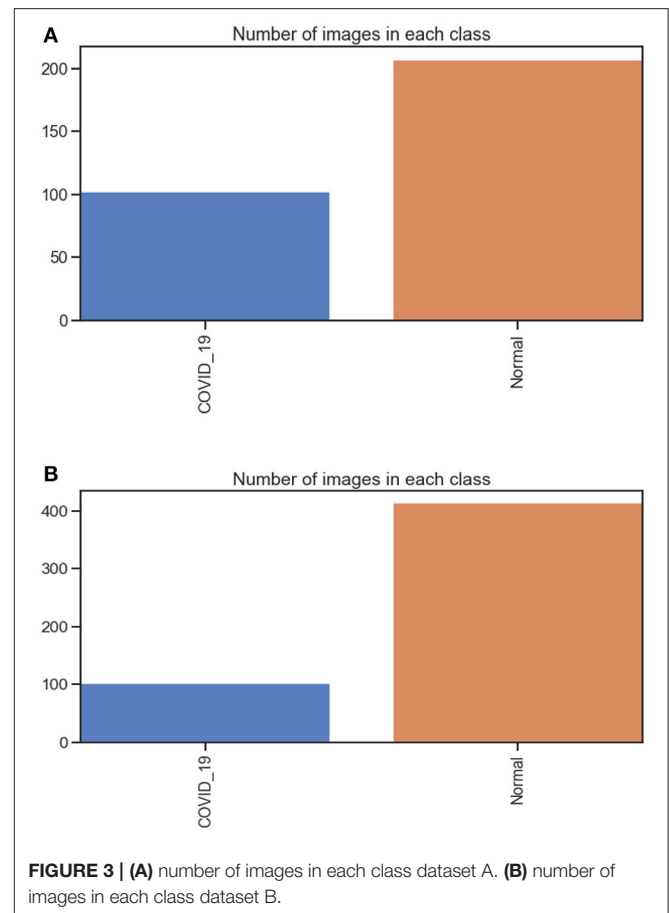 A
Number of images in each class
200
150
100
50
0
COVID_19
Normal
B
Number of images in each class
400
300
200
100
0
COVID_19
Normal
FIGURE 3 | (A) number of images in each class dataset A. (B) number of
images in each class dataset B.